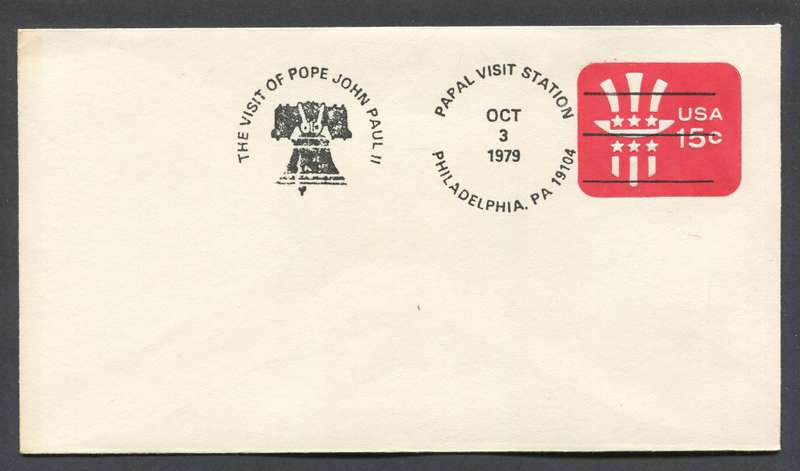 THE VISIT OF POPE JOHN PAUL II
PAPAL VISIT STATION
OCT
3
1979
PHILADELPHIA, PA 19104
USA
15c